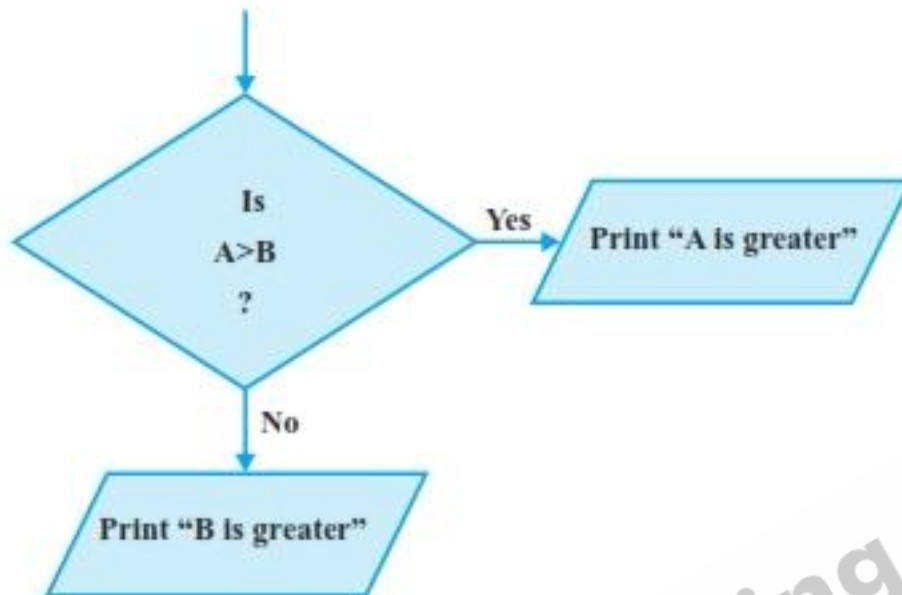 Is
A>B
?
Yes
Print “A is greater”
No
Print “B is greater”